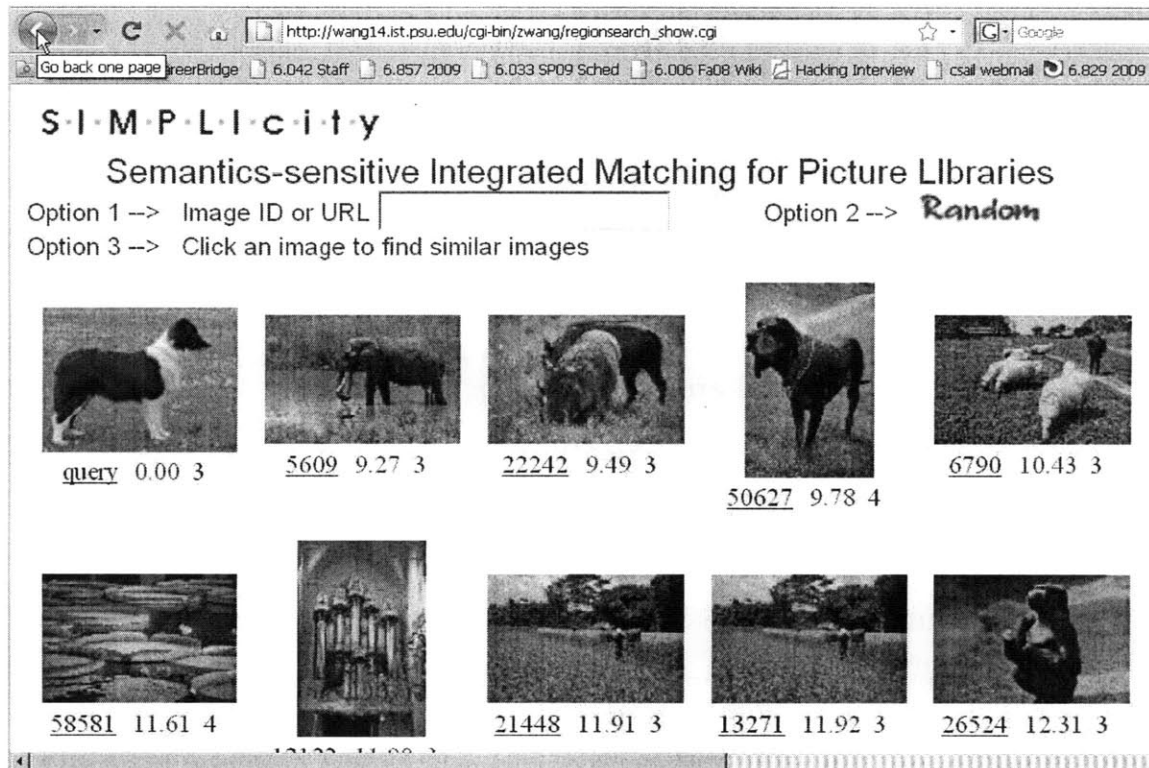 http://wang14.ist.psu.edu/cgi-bin/zwang/regionsearch_show.cgi G Google
Go back one page reerBridge 6.042 Staff 6.857 2009 6.033 SP09 Sched 6.006 Fa08 Wiki Hacking Interview csail webmail 6.829 2009
S·I·M·P·L·I·c·i·t·y
Semantics-sensitive Integrated Matching for Picture LIbraries
Option 1 --> Image ID or URL Option 2 --> Random
Option 3 --> Click an image to find similar images
query 0.00 3
5609 9.27 3
22242 9.49 3
50627 9.78 4
6790 10.43 3
58581 11.61 4
21448 11.91 3
13271 11.92 3
26524 12.31 3